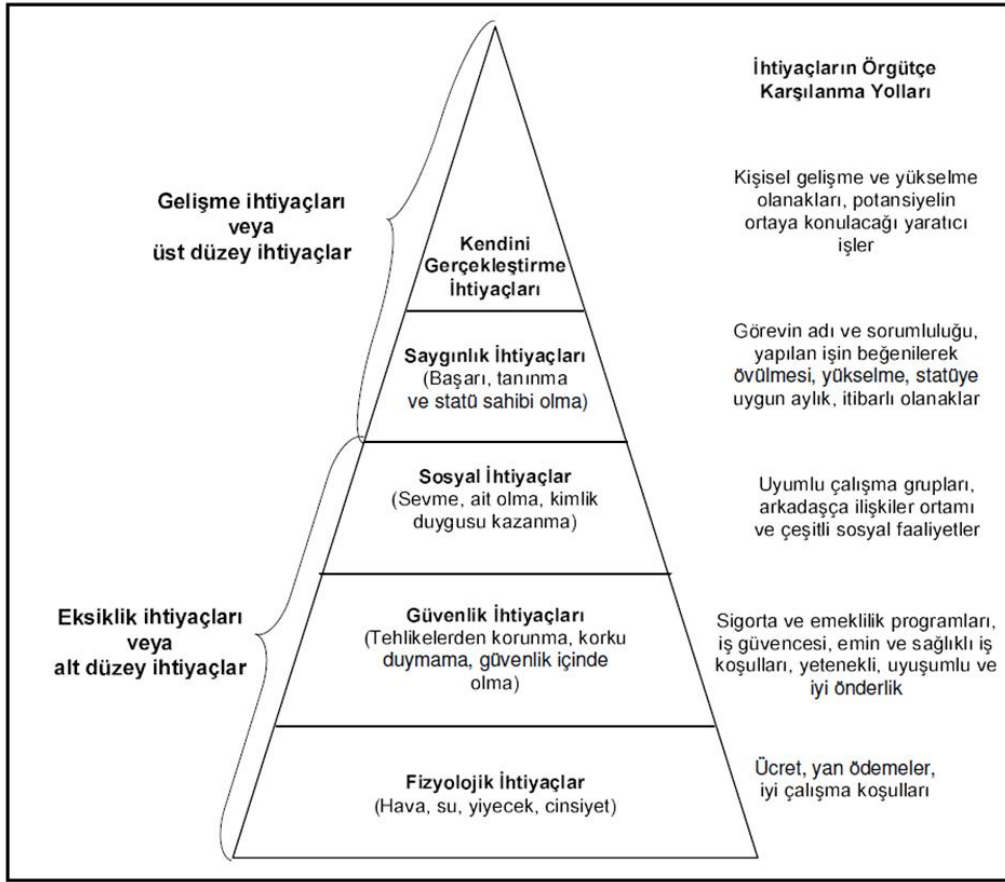 İhtiyaçların Örgütçe
Karşılanma Yolları
Gelişme ihtiyaçları
veya
üst düzey ihtiyaçlar
Kişisel gelişme ve yükselme
olanakları, potansiyelin
ortaya konulacağı yaratıcı
işler
Kendini
Gerçekleştirme
İhtiyaçları
Saygınlık İhtiyaçları
(Başarı, tanınma
ve statü sahibi olma)
Görevin adı ve sorumluluğu,
yapılan işin beğenilerek
övülmesi, yükselme, statüye
uygun aylık, itibarlı olanaklar
Sosyal İhtiyaçlar
(Sevme, ait olma, kimlik
duygusu kazanma)
Uyumlu çalışma grupları,
arkadaşça ilişkiler ortamı
ve çeşitli sosyal faaliyetler
Eksiklik ihtiyaçları
veya
alt düzey ihtiyaçlar
Güvenlik İhtiyaçları
(Tehlikelerden korunma, korku
duymama, güvenlik içinde
olma)
Sigorta ve emeklilik programları,
iş güvencesi, emin ve sağlıklı iş
koşulları, yetenekli, uyuşumlu ve
iyi önderlik
Fizyolojik İhtiyaçlar
(Hava, su, yiyecek, cinsiyet)
Ücret, yan ödemeler,
iyi çalışma koşulları